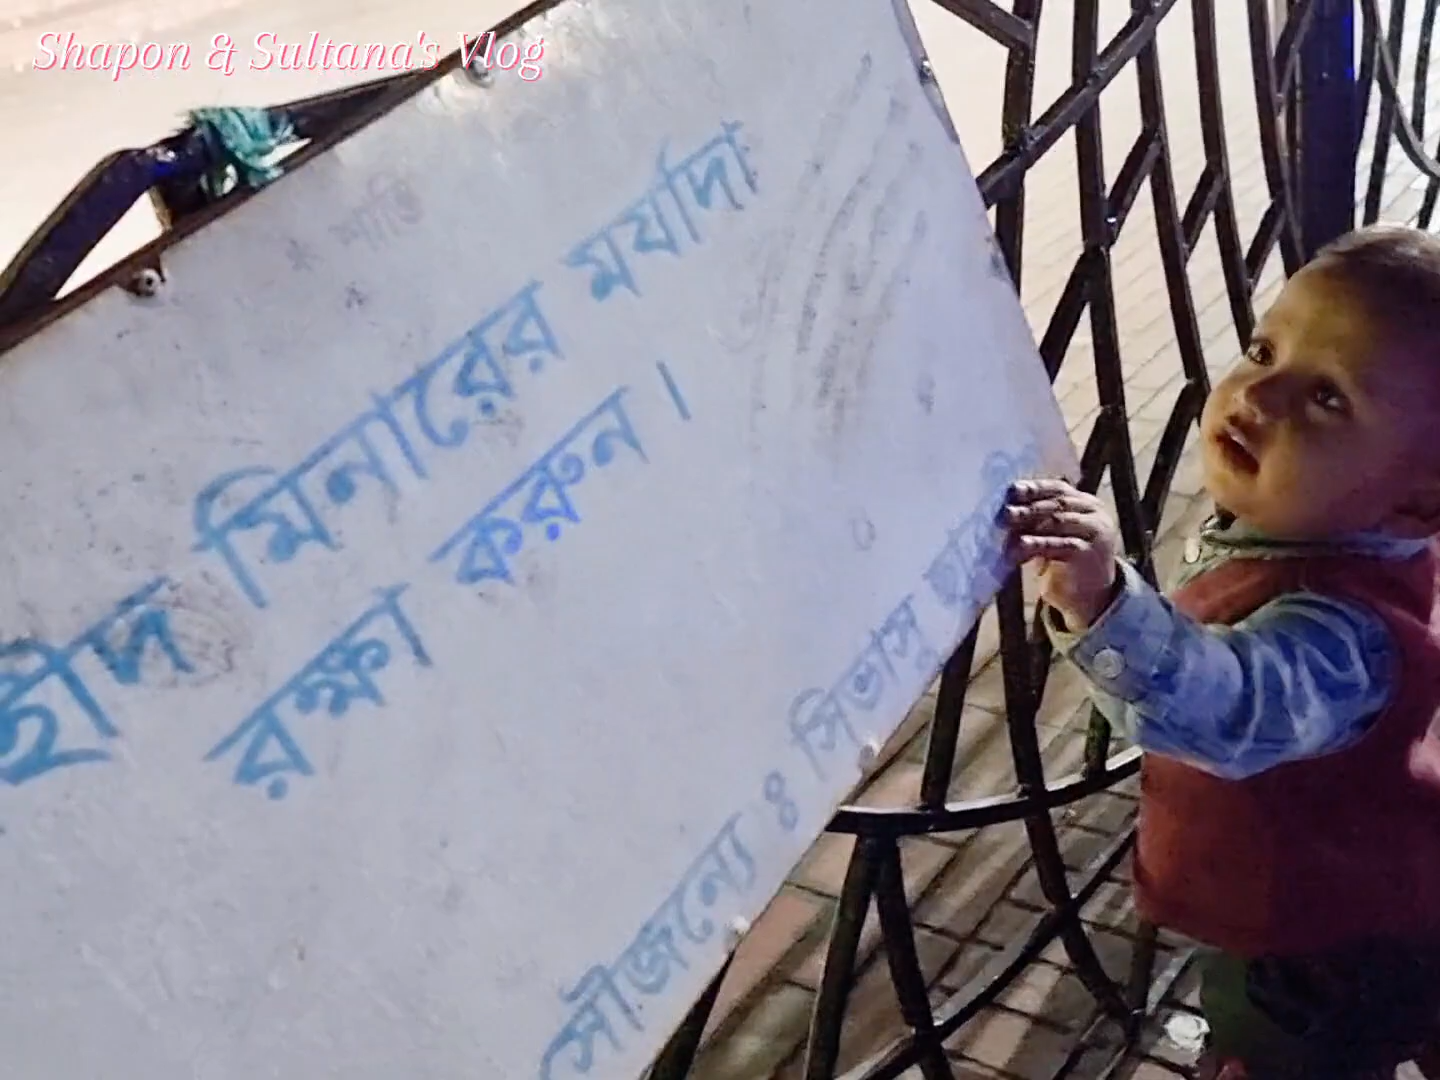 Shapon & Sultana's Vlog
হীদ মিনারের মর্যাদা
রক্ষা করুন।
সৌজন্যে ঃ সিভাসু